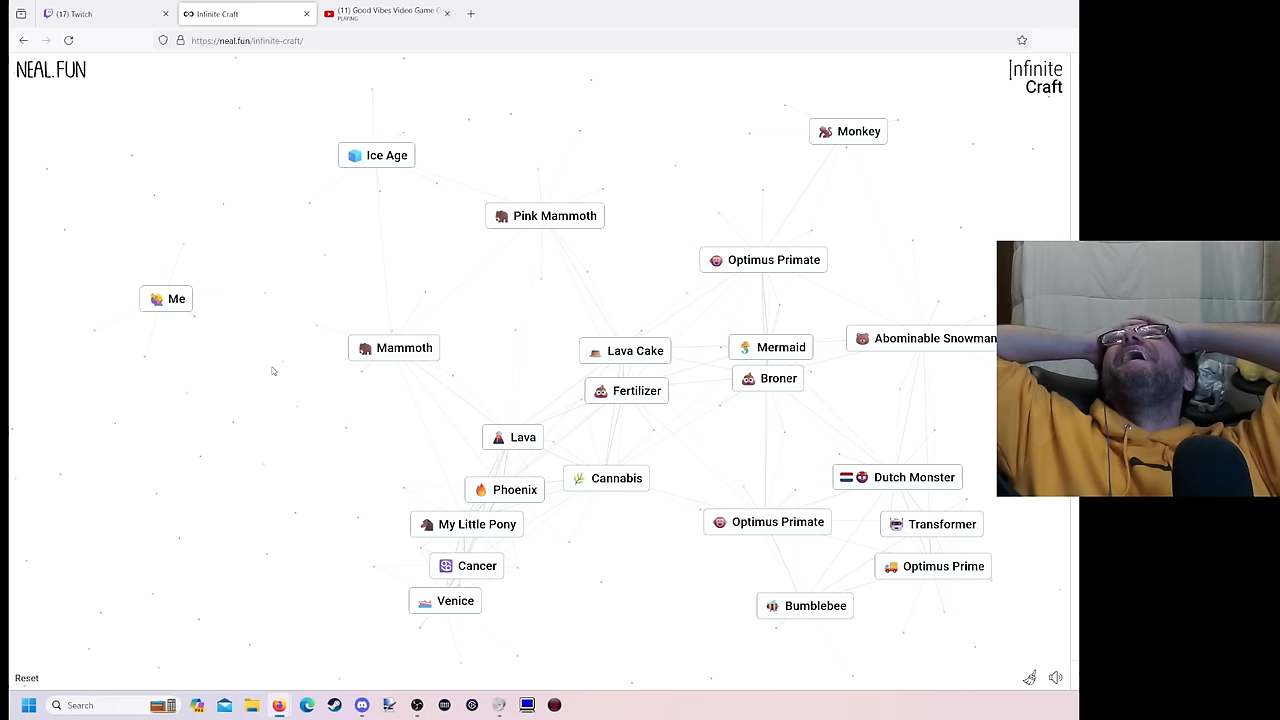 (17) Twitch
Infinite Craft
(11) Good Vibes Video Game
PLAYING
https://neal.fun/infinite-craft/
NEAL.FUN
Infinite
Craft
Monkey
Ice Age
Pink Mammoth
Optimus Primate
Me
Mammoth
Lava Cake
Mermaid
Abominable Snowman
Fertilizer
Broner
Lava
Cannabis
Dutch Monster
Phoenix
My Little Pony
Optimus Primate
Transformer
Cancer
Optimus Prime
Venice
Bumblebee
Reset
Search